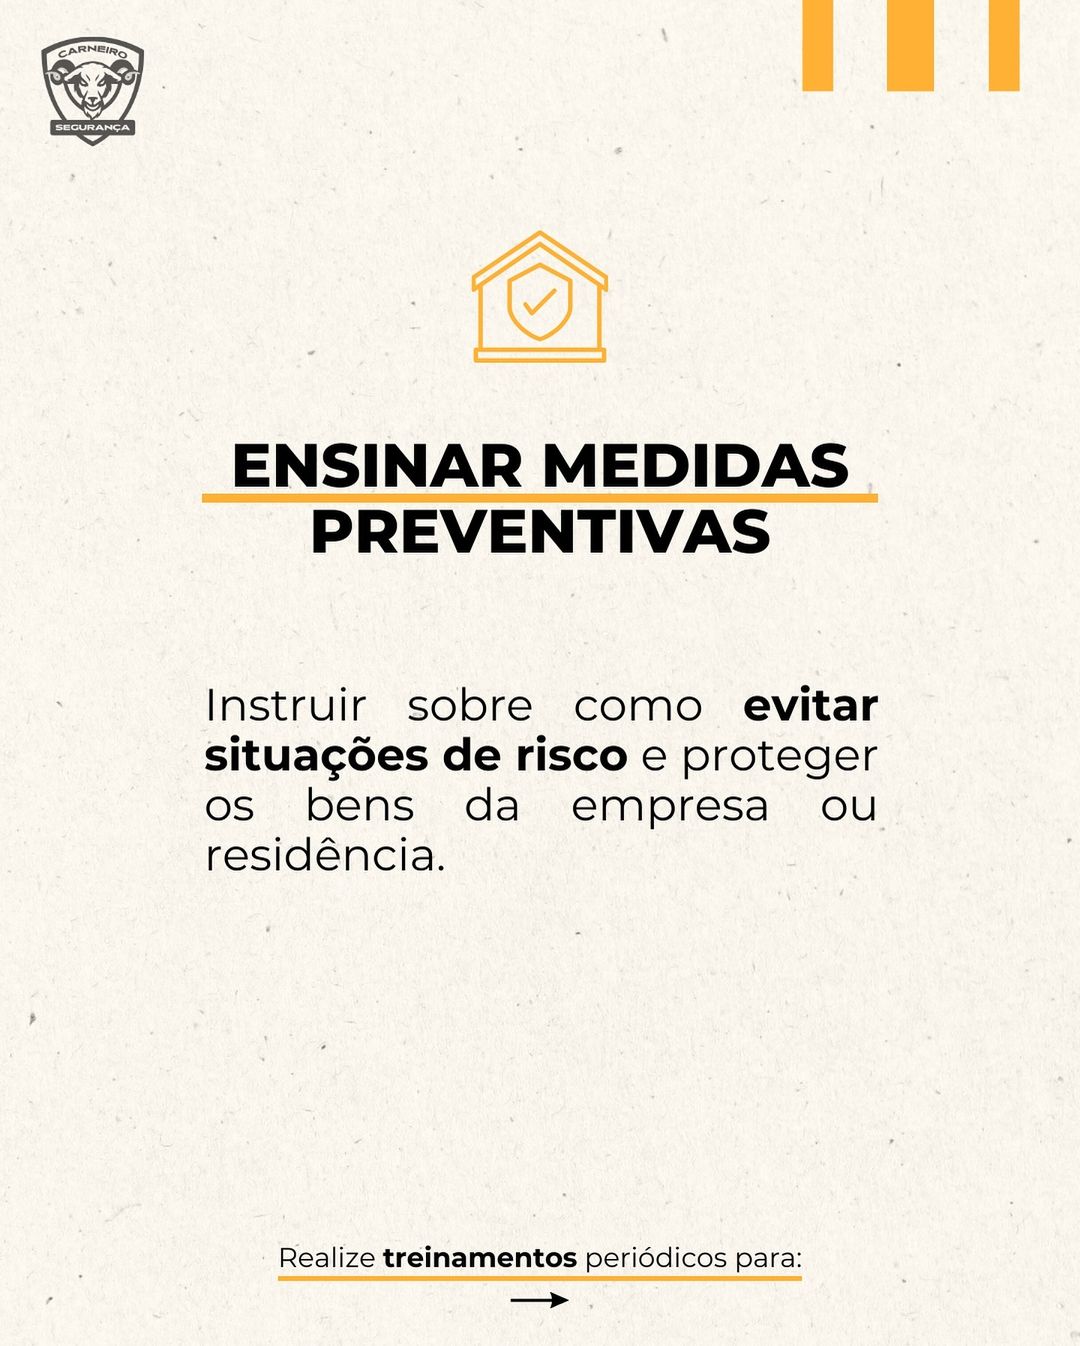 CARNEIRO
SEGURANÇA
ENSINAR MEDIDAS
PREVENTIVAS
Instruir sobre como evitar
situações de risco e proteger
os bens da empresa ou
residência.
Realize treinamentos periódicos para: